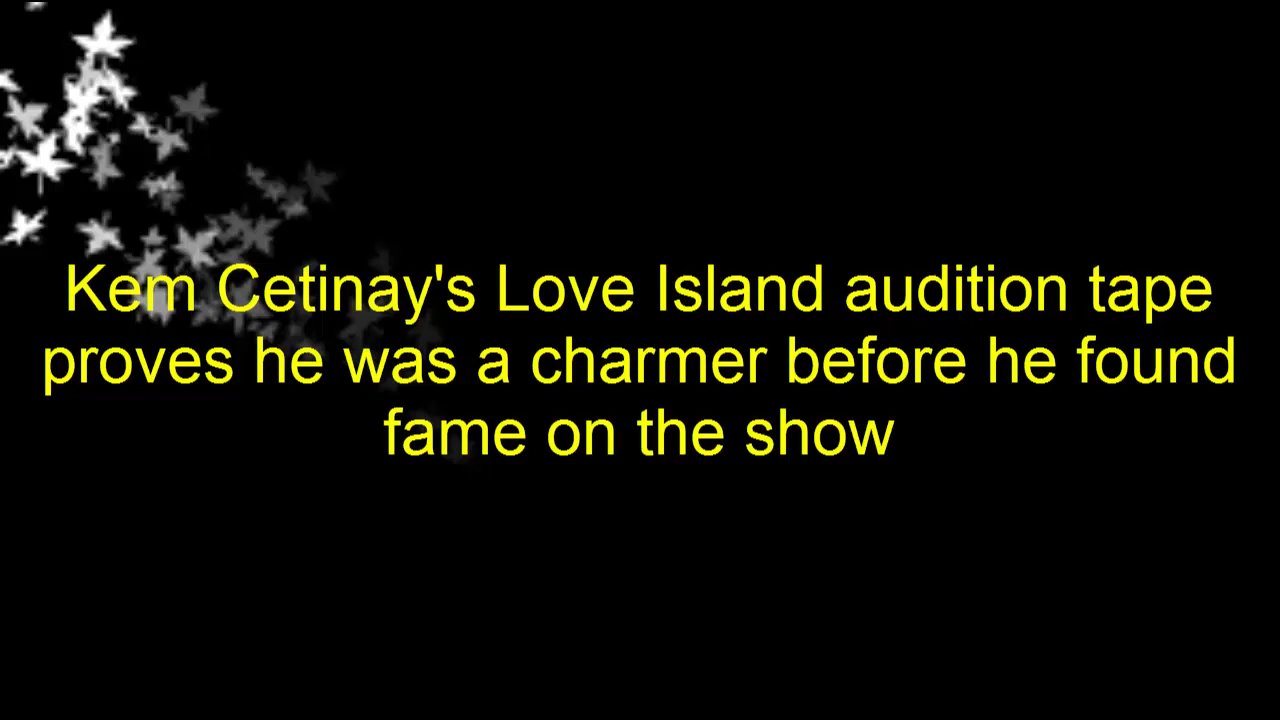 Kem Cetinay's Love Island audition tape
proves he was a charmer before he found
fame on the show